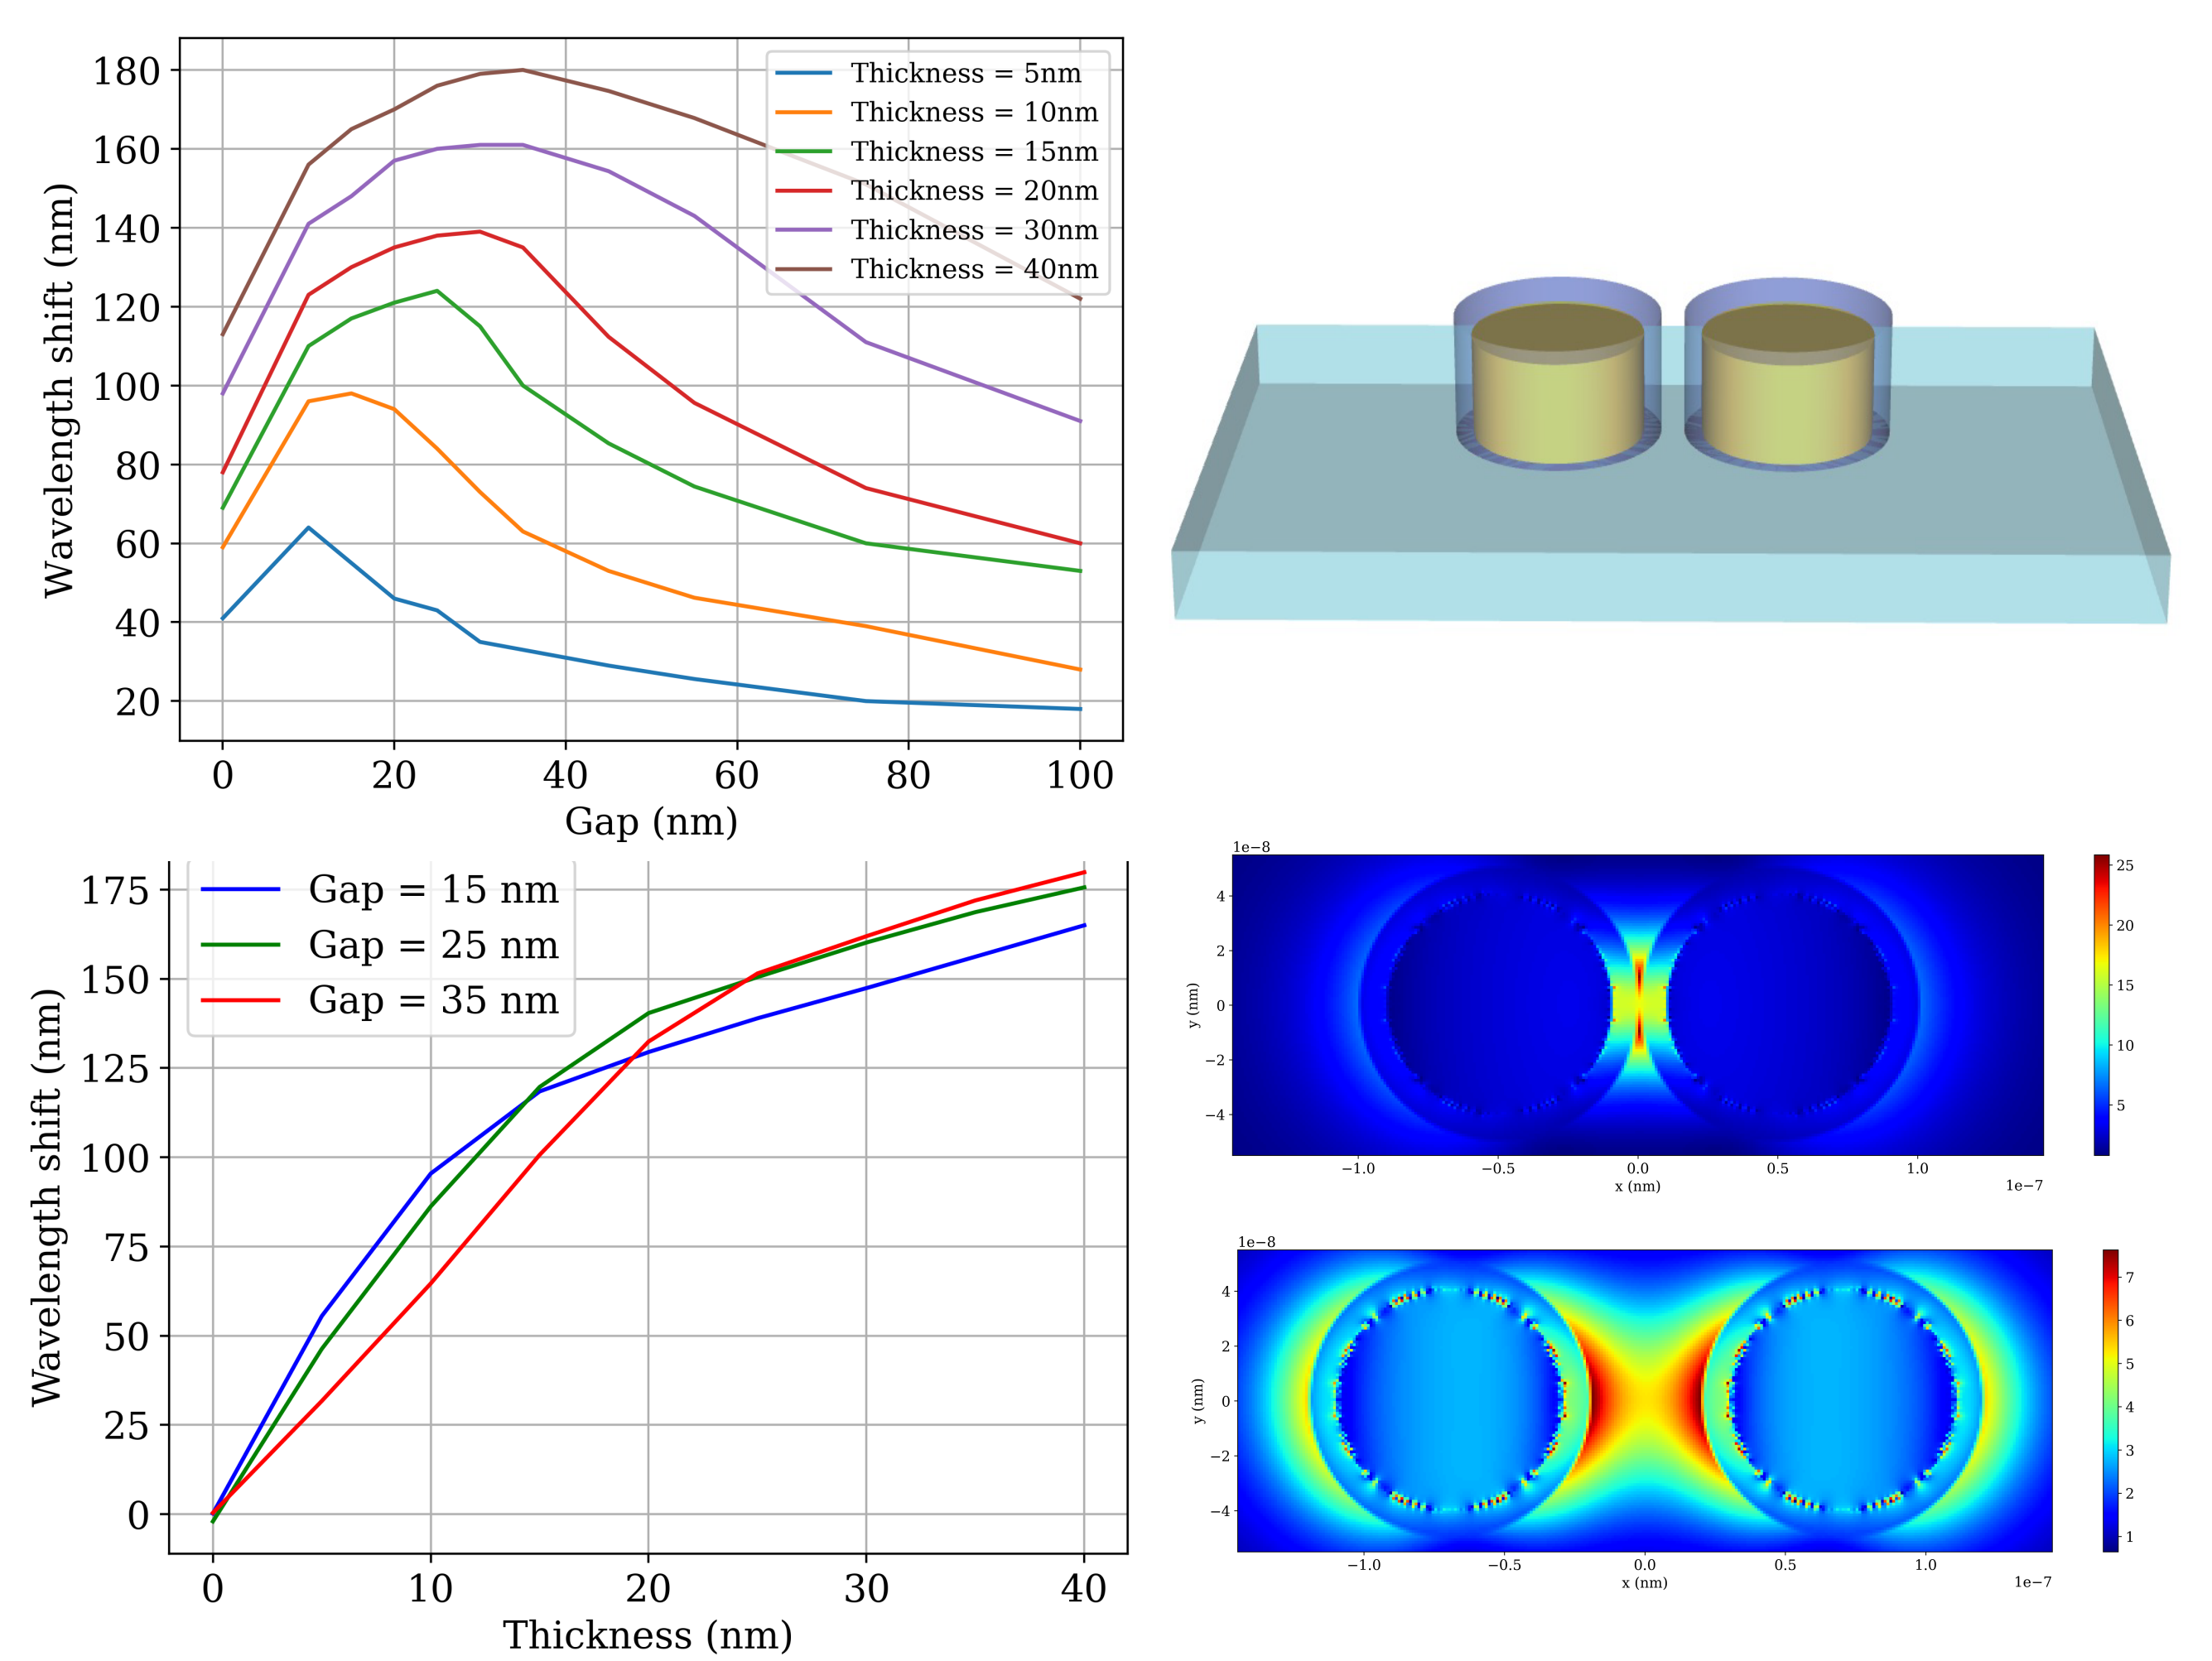 180
160
140
120
100
80
60
40
20
Wavelength shift (nm)
Thickness = 5nm
Thickness = 10nm
Thickness = 15nm
Thickness = 20nm
Thickness = 30nm
Thickness = 40nm
0 20 40 60 80 100
Gap (nm)
175
150
125
100
75
50
25
0
Wavelength shift (nm)
Gap = 15 nm
Gap = 25 nm
Gap = 35 nm
0 10 20 30 40
Thickness (nm)
1e−8
4
2
0
−2
−4
y (nm)
−1.0 −0.5 0.0 0.5 1.0
x (nm)
1e−7
25
20
15
10
5
1e−8
4
2
0
−2
−4
y (nm)
−1.0 −0.5 0.0 0.5 1.0
x (nm)
1e−7
7
6
5
4
3
2
1